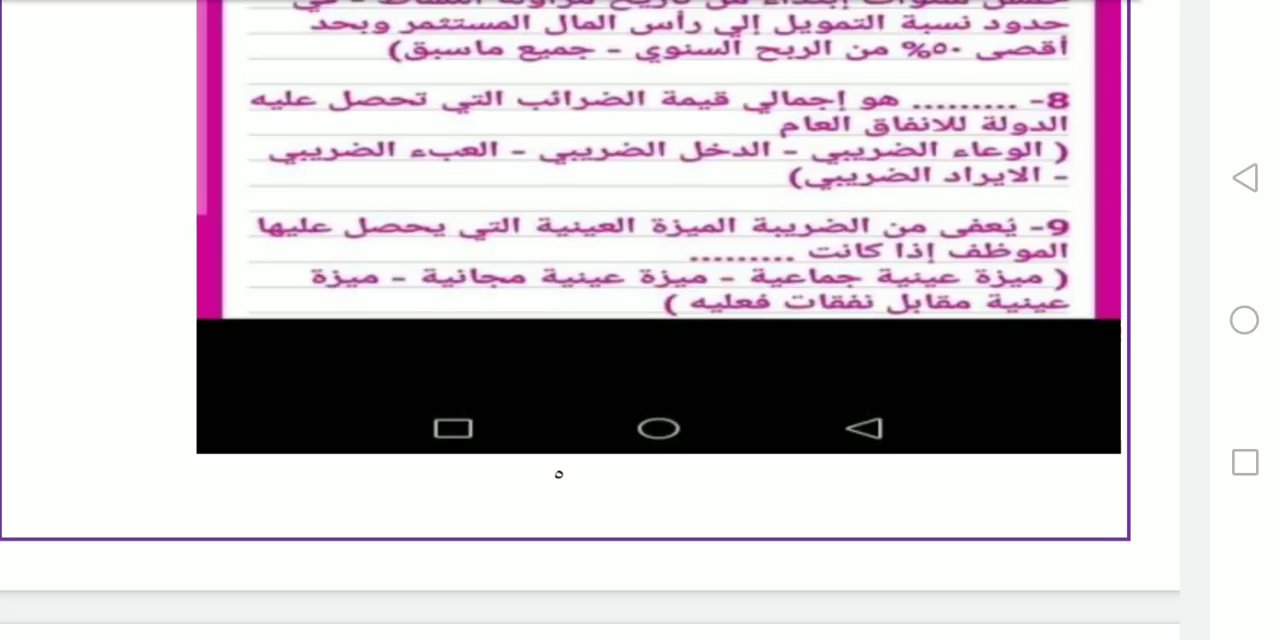 حدود نسبة التمويل إلي رأس المال المستثمر وبحد
أقصى ٥٠% من الربح السنوي - جميع ماسبق)
8- ......... هو إجمالي قيمة الضرائب التي تحصل عليه
الدولة للانفاق العام
( الوعاء الضريبي - الدخل الضريبي - العبء الضريبي
- الايراد الضريبي)
9- يُعفى من الضريبة الميزة العينية التي يحصل عليها
الموظف إذا كانت .........
( ميزة عينية جماعية - ميزة عينية مجانية - ميزة
عينية مقابل نفقات فعليه )
٥